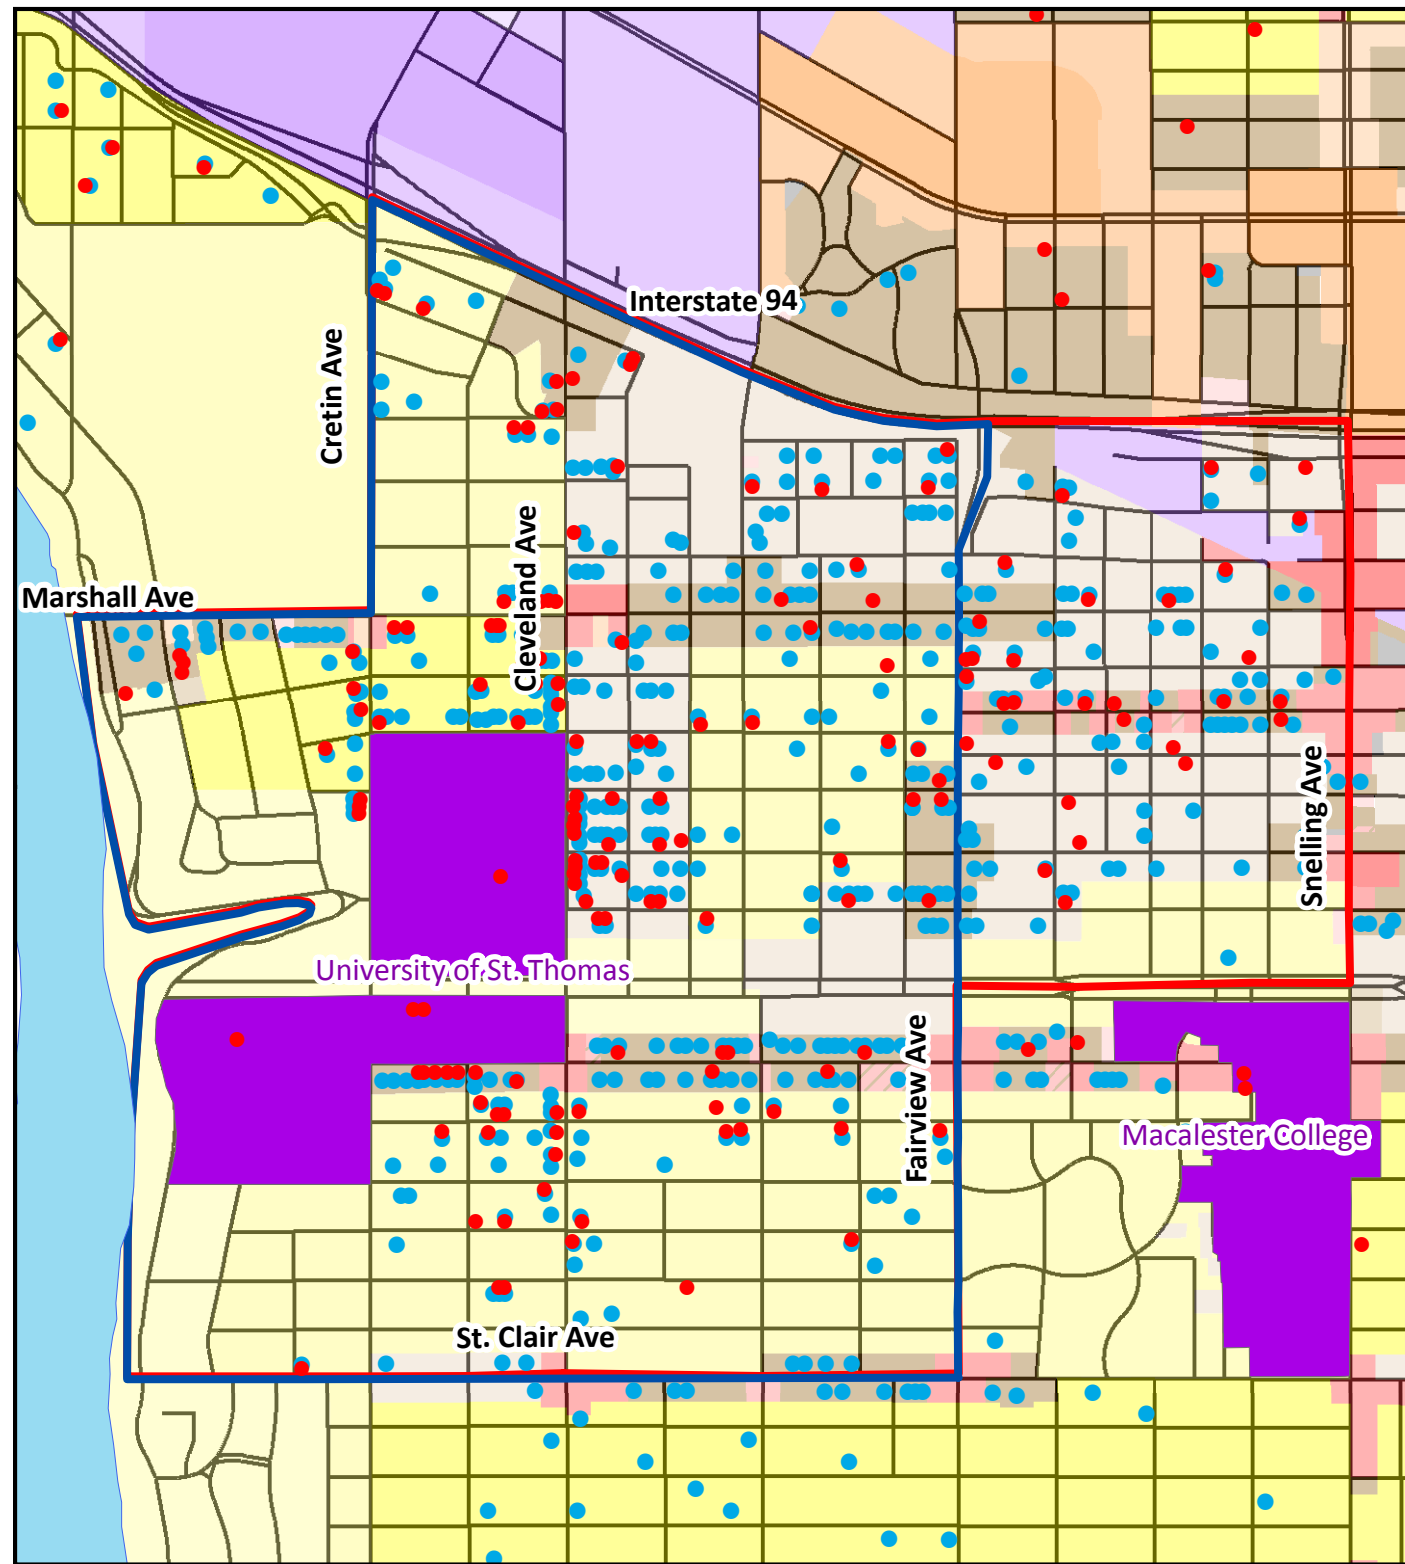 Interstate 94
Cretin Ave
Cleveland Ave
Marshall Ave
Snelling Ave
University of St. Thomas
Fairview Ave
Macalester College
St. Clair Ave